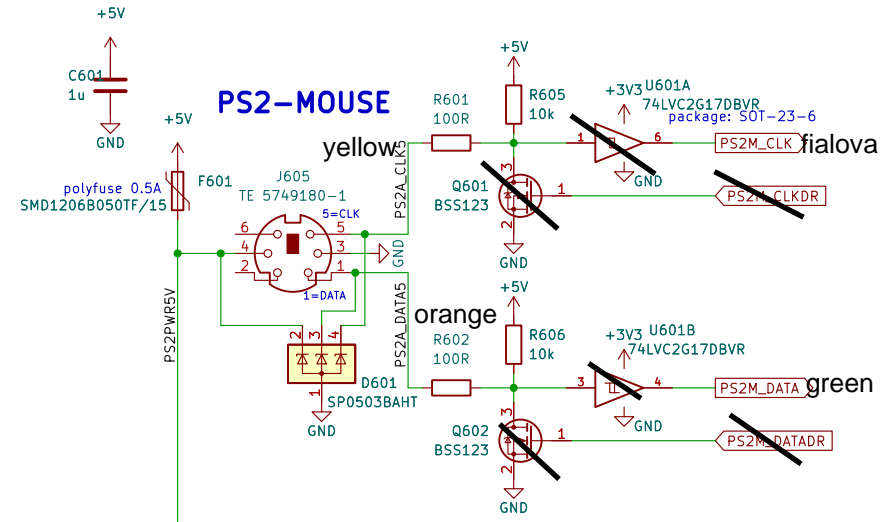 +5V
C601
1u
GND
PS2-MOUSE
+5V
polyfuse 0.5A
F601
SMD1206B050TF/15
J605
TE 5749180-1
5=CLK
6
5
4
3
2
1
1=DATA
GND
PS2PWR5V
2
3
4
1
D601
SP0503BAHT
GND
yellow
PS2A_CLK5
R601
100R
+5V
R605
10k
+3V3
U601A
74LVC2G17DBVR
package: SOT-23-6
1
6
GND
PS2M_CLK
fialova
3
Q601
BSS123
1
2
PS2M_CLKDR
GND
orange
PS2A_DATA5
R602
100R
+5V
R606
10k
+3V3
U601B
74LVC2G17DBVR
3
4
GND
PS2M_DATA
green
3
Q602
BSS123
1
2
PS2M_DATADR
GND